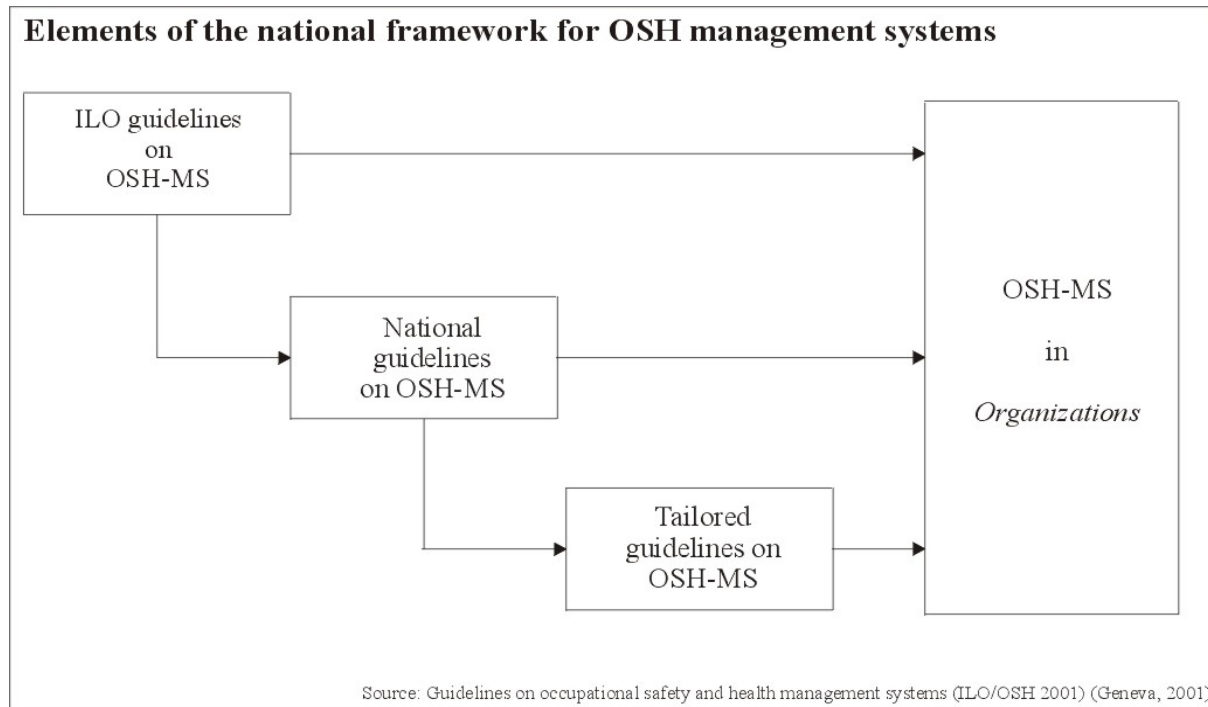 Elements of the national framework for OSH management systems
ILO guidelines
on
OSH-MS
National
guidelines
on OSH-MS
Tailored
guidelines on
OSH-MS
OSH-MS
in
Organizations
Source: Guidelines on occupational safety and health management systems (ILO/OSH 2001) (Geneva, 2001)